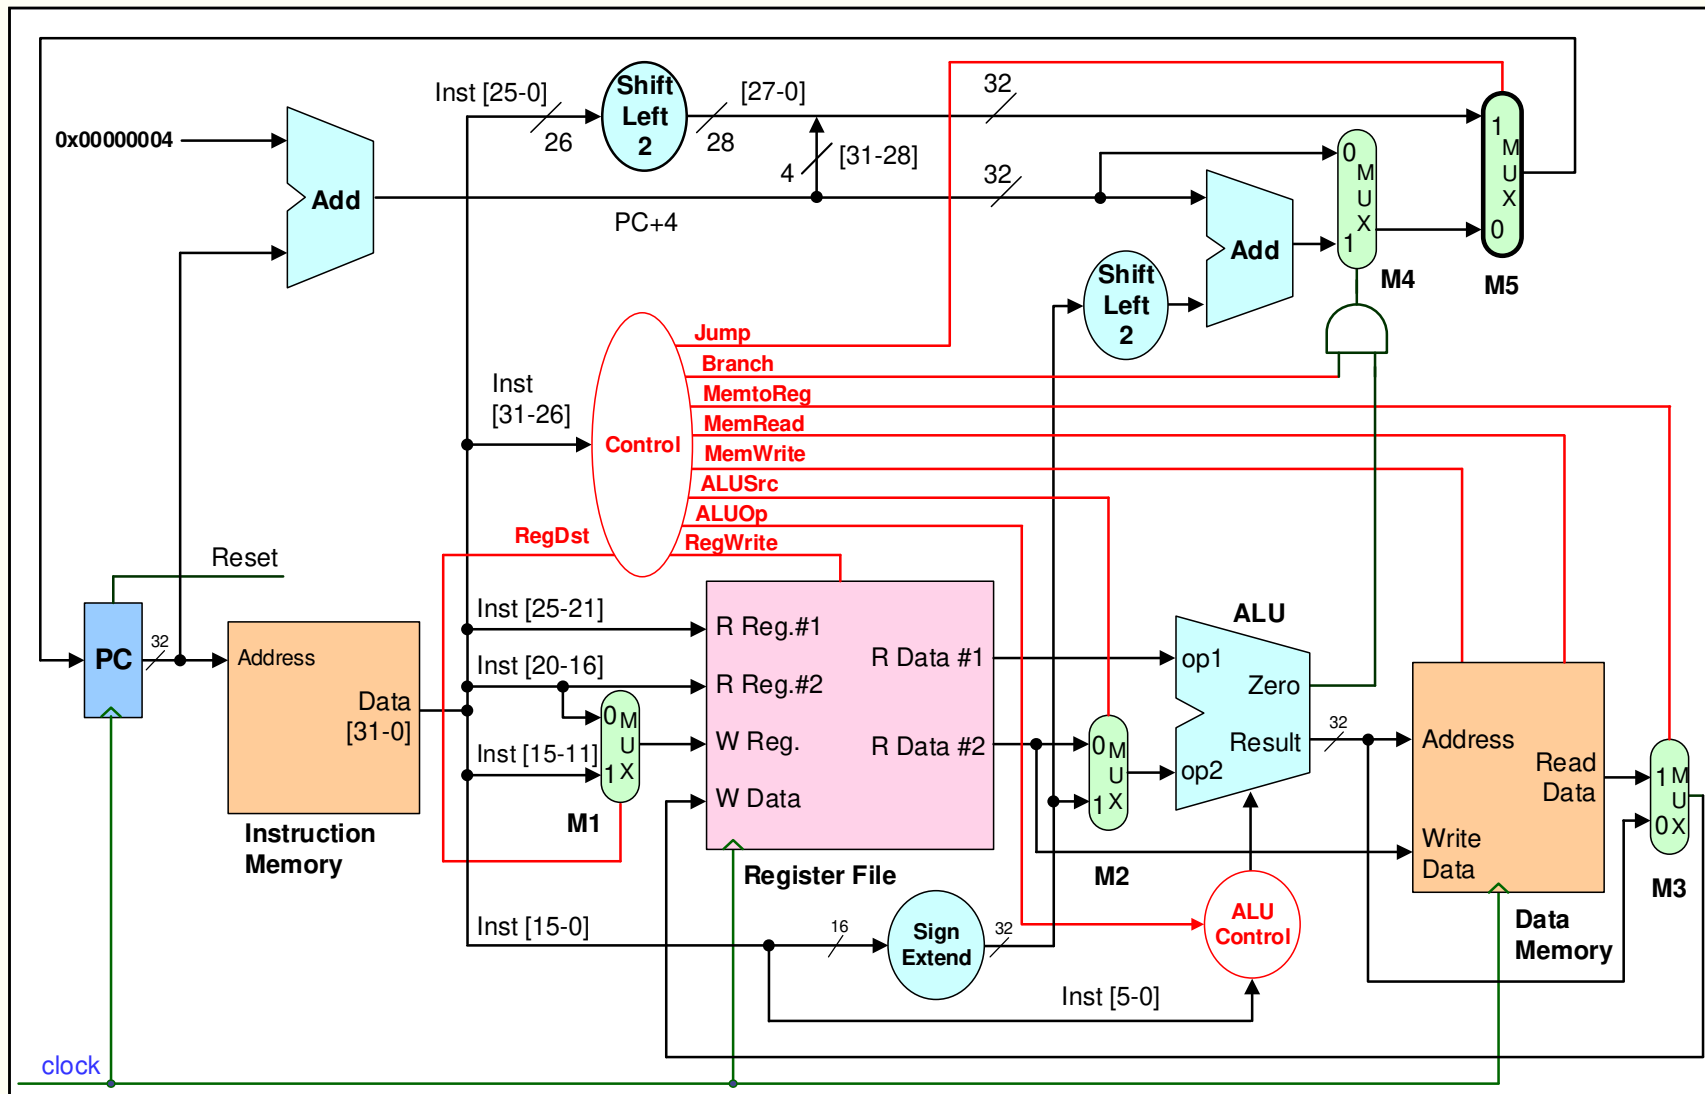 Inst [25-0]
Shift
Left
2
[27-0]
32
26
28
0x00000004
Add
4
[31-28]
32
PC+4
0
M
U
X
1
M4
1
M
U
X
0
M5
Add
Shift
Left
2
Inst
[31-26]
Control
Jump
Branch
MemtoReg
MemRead
MemWrite
ALUSrc
ALUOp
RegWrite
RegDst
Reset
PC
32
Address
Data
[31-0]
Instruction
Memory
Inst [25-21]
Inst [20-16]
Inst [15-11]
0
M
U
X
1
M1
R Reg.#1
R Reg.#2
W Reg.
W Data
R Data #1
R Data #2
Register File
0
M
U
X
1
M2
ALU
op1
Zero
Result
op2
32
Address
Read
Data
Write
Data
Data
Memory
1
M
U
X
0
M3
Inst [15-0]
16
Sign
Extend
32
ALU
Control
Inst [5-0]
clock